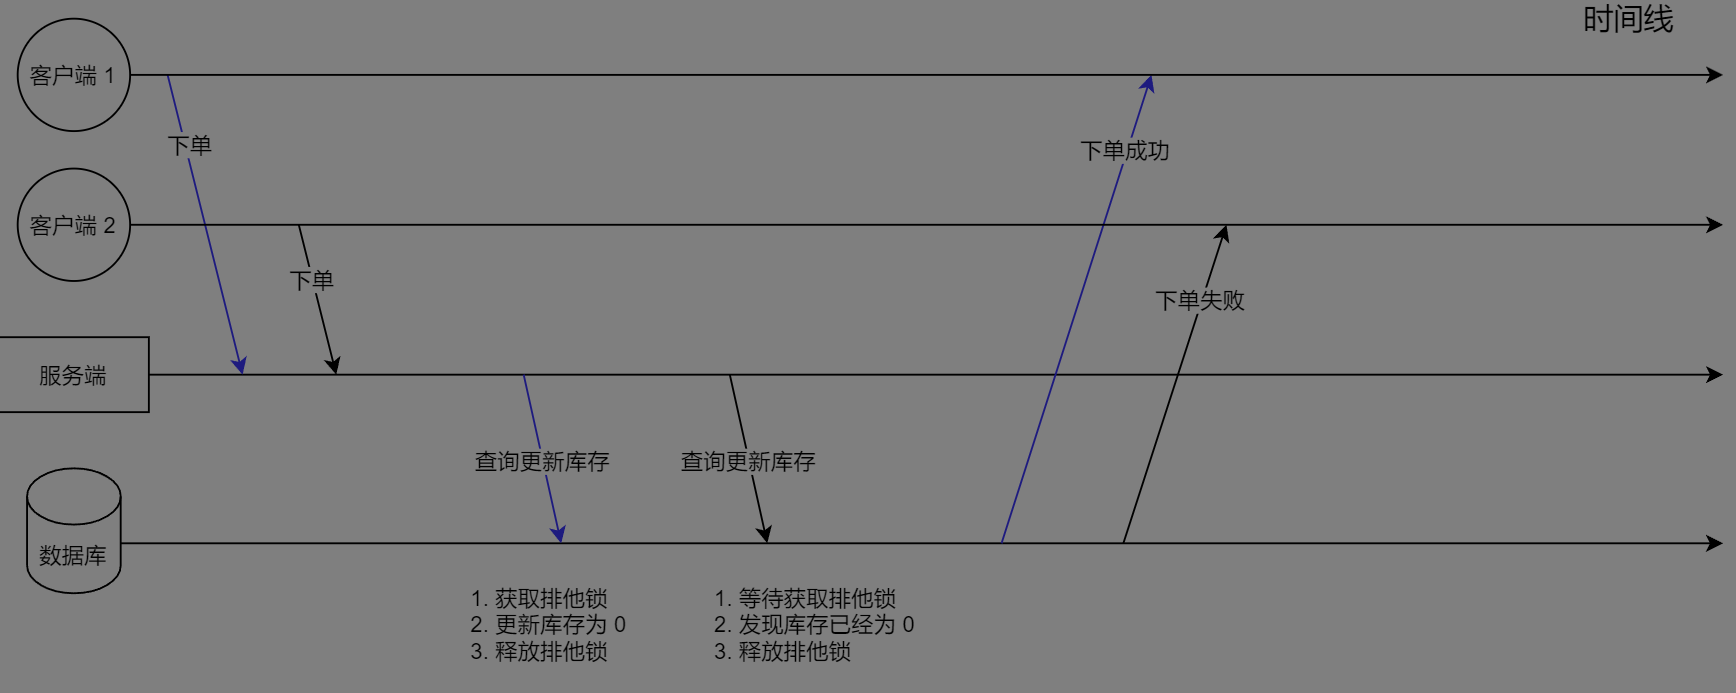 时间线
客户端 1
下单
下单成功
客户端 2
下单
下单失败
服务端
查询更新库存
查询更新库存
数据库
1. 获取排他锁
2. 更新库存为 0
3. 释放排他锁
1. 等待获取排他锁
2. 发现库存已经为 0
3. 释放排他锁